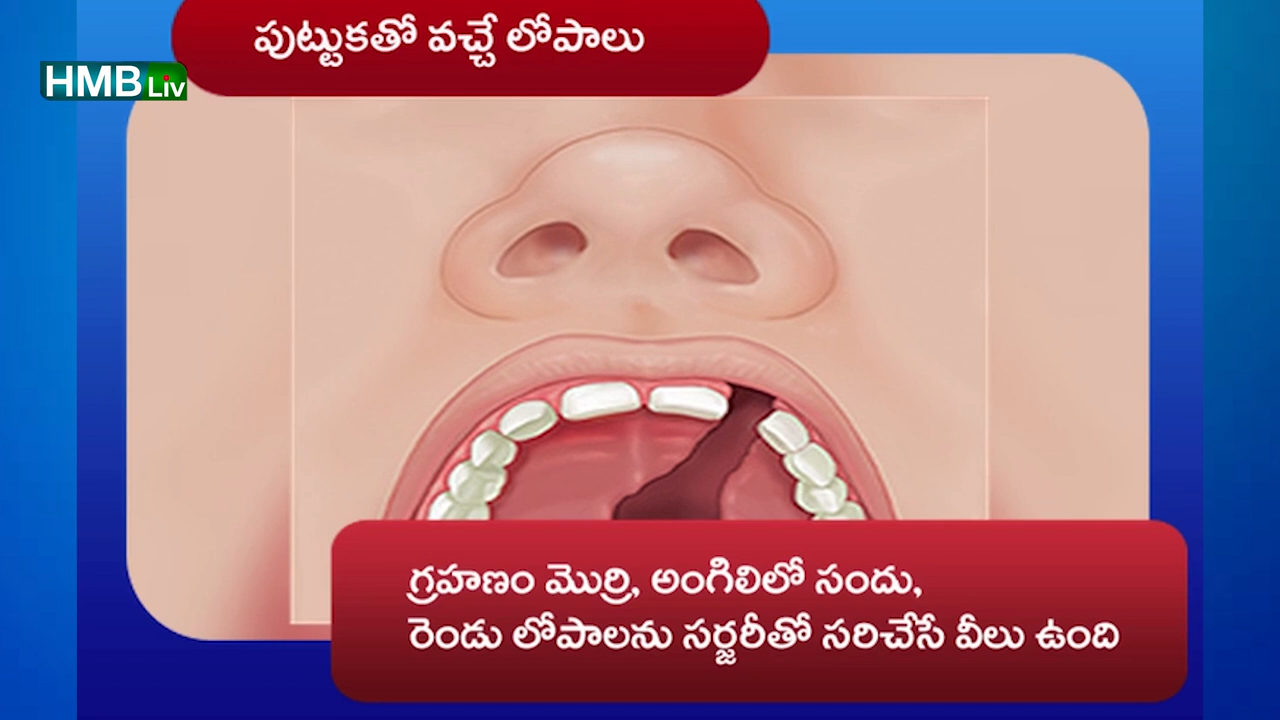 పుట్టుకతో వచ్చే లోపాలు
HMB Liv
గ్రహణం మొర్రి, అంగిలిలో సందు,
రెండు లోపాలను సర్జరీతో సరిచేసే వీలు ఉంది